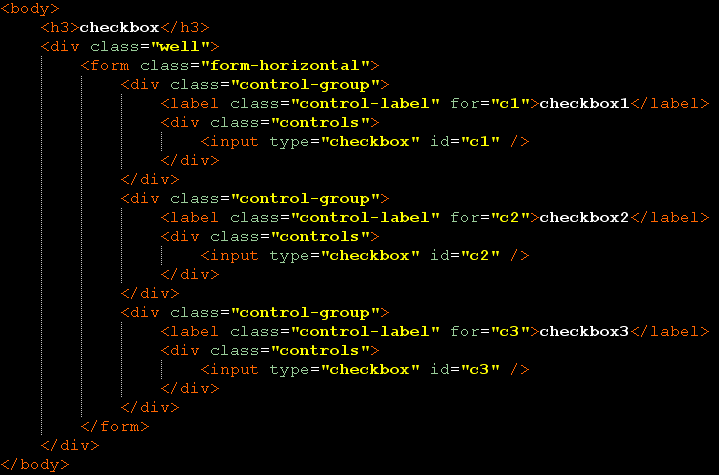 <body>
    <h3>checkbox</h3>
    <div class="well">
        <form class="form-horizontal">
            <div class="control-group">
                <label class="control-label" for="c1">checkbox1</label>
                <div class="controls">
                    <input type="checkbox" id="c1" />
                </div>
            </div>
            <div class="control-group">
                <label class="control-label" for="c2">checkbox2</label>
                <div class="controls">
                    <input type="checkbox" id="c2" />
                </div>
            </div>
            <div class="control-group">
                <label class="control-label" for="c3">checkbox3</label>
                <div class="controls">
                    <input type="checkbox" id="c3" />
                </div>
            </div>
        </form>
    </div>
</body>